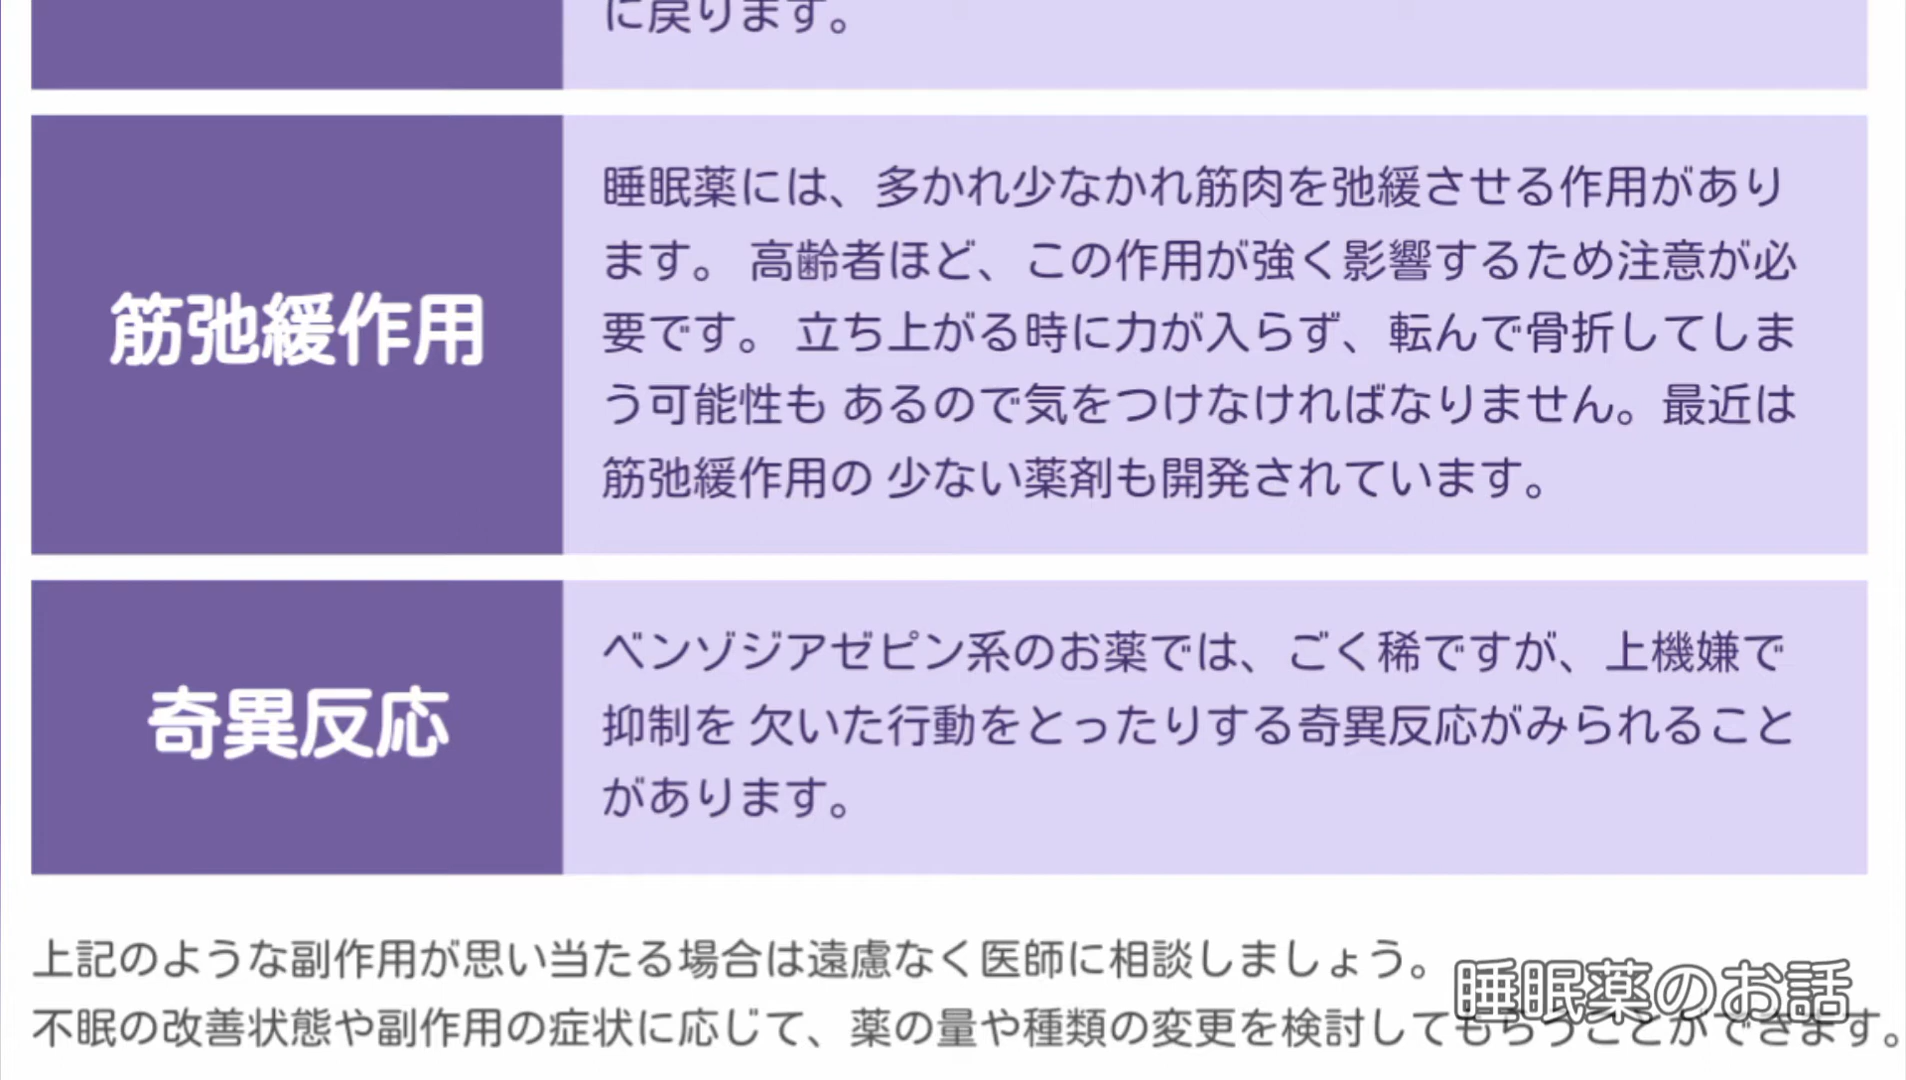 に戻ります。
筋弛緩作用
睡眠薬には、多かれ少なかれ筋肉を弛緩させる作用があり
ます。 高齢者ほど、この作用が強く影響するため注意が必
要です。 立ち上がる時に力が入らず、転んで骨折してしま
う可能性も あるので気をつけなければなりません。最近は
筋弛緩作用の 少ない薬剤も開発されています。
奇異反応
ベンゾジアゼピン系のお薬では、ごく稀ですが、上機嫌で
抑制を 欠いた行動をとったりする奇異反応がみられること
があります。
上記のような副作用が思い当たる場合は遠慮なく医師に相談しましょう。
不眠の改善状態や副作用の症状に応じて、薬の量や種類の変更を検討してもらうことができます。
睡眠薬のお話